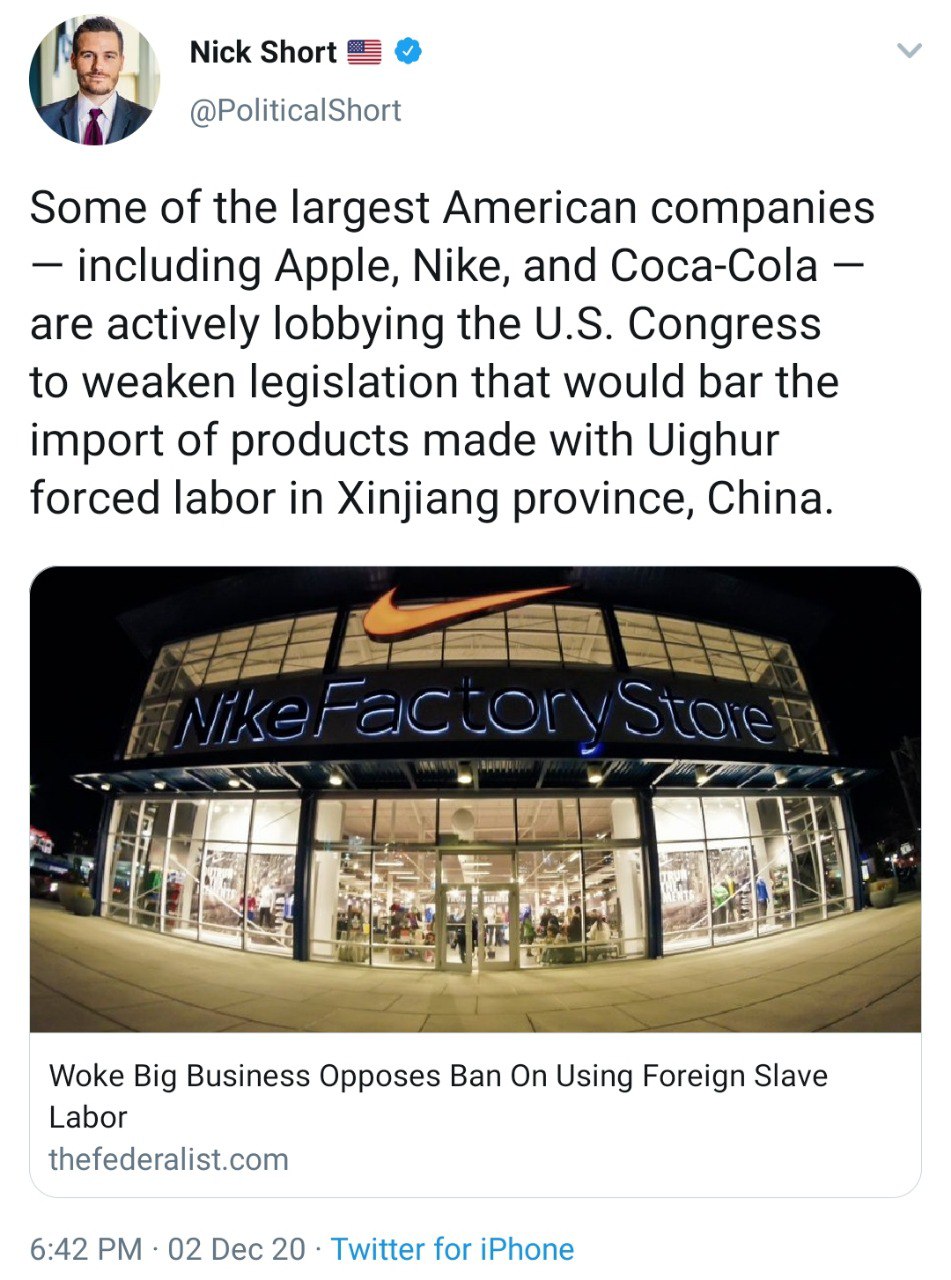 Nick Short 🇺🇸
@PoliticalShort
Some of the largest American companies
— including Apple, Nike, and Coca-Cola —
are actively lobbying the U.S. Congress
to weaken legislation that would bar the
import of products made with Uighur
forced labor in Xinjiang province, China.
NikeFactoryStore
Woke Big Business Opposes Ban On Using Foreign Slave
Labor
thefederalist.com
6:42 PM · 02 Dec 20 · Twitter for iPhone